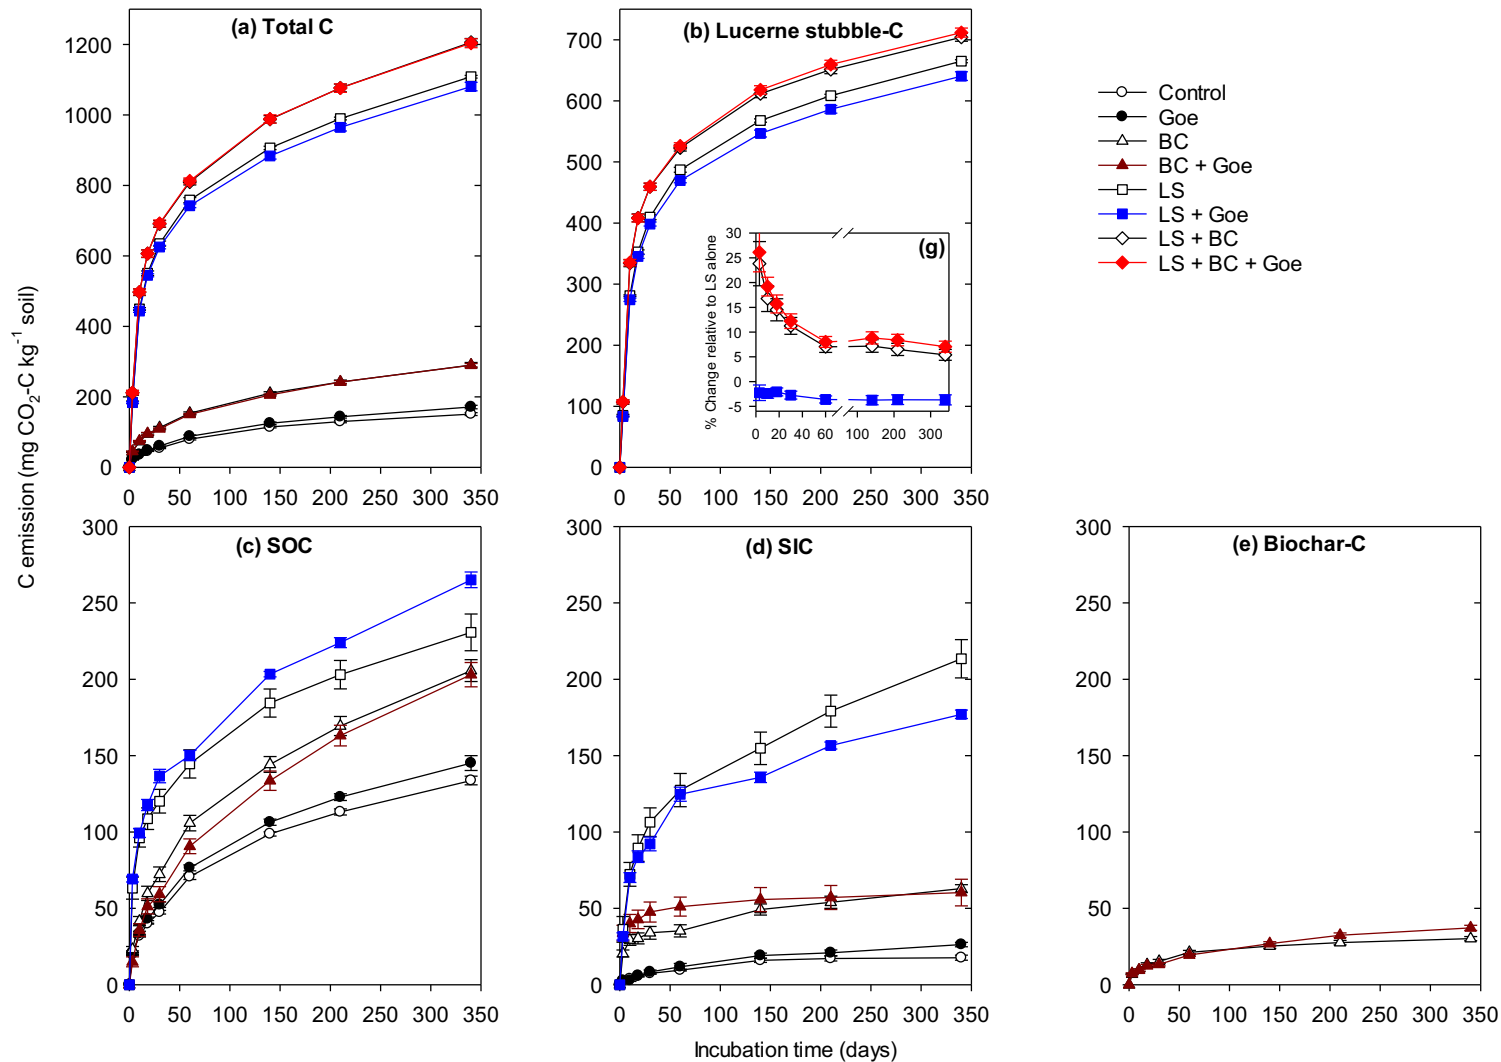 (a) Total C
1200
1000
800
600
400
200
0
0 50 100 150 200 250 300 350
(b) Lucerne stubble-C
700
600
500
400
300
200
100
0
0 50 100 150 200 250 300 350
(g)
% Change relative to LS alone
30
25
20
15
10
5
0
-5
0 20 40 60 100 200 300
Control
Goe
BC
BC + Goe
LS
LS + Goe
LS + BC
LS + BC + Goe
C emission (mg CO₂-C kg⁻¹ soil)
(c) SOC
300
250
200
150
100
50
0
0 50 100 150 200 250 300 350
(d) SIC
300
250
200
150
100
50
0
0 50 100 150 200 250 300 350
(e) Biochar-C
300
250
200
150
100
50
0
0 50 100 150 200 250 300 350
Incubation time (days)